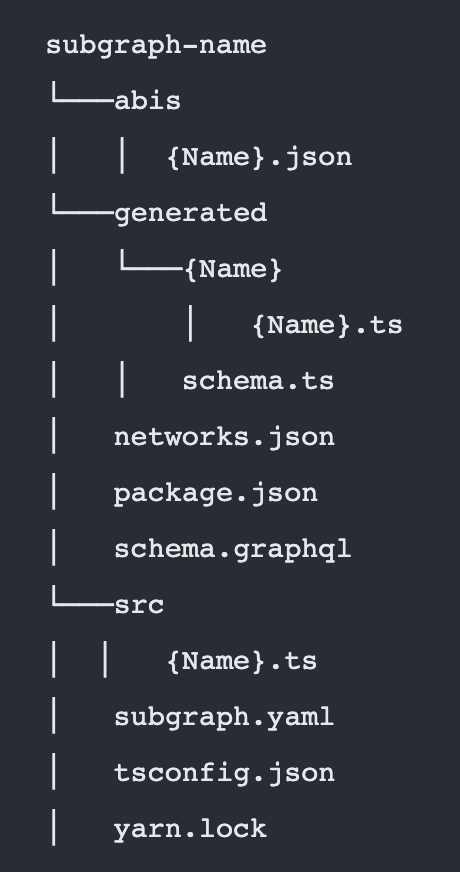 subgraph-name
└───abis
│   │  {Name}.json
└───generated
│   └───{Name}
│       │   {Name}.ts
│   │   schema.ts
│   networks.json
│   package.json
│   schema.graphql
└───src
│  │   {Name}.ts
│   subgraph.yaml
│   tsconfig.json
│   yarn.lock